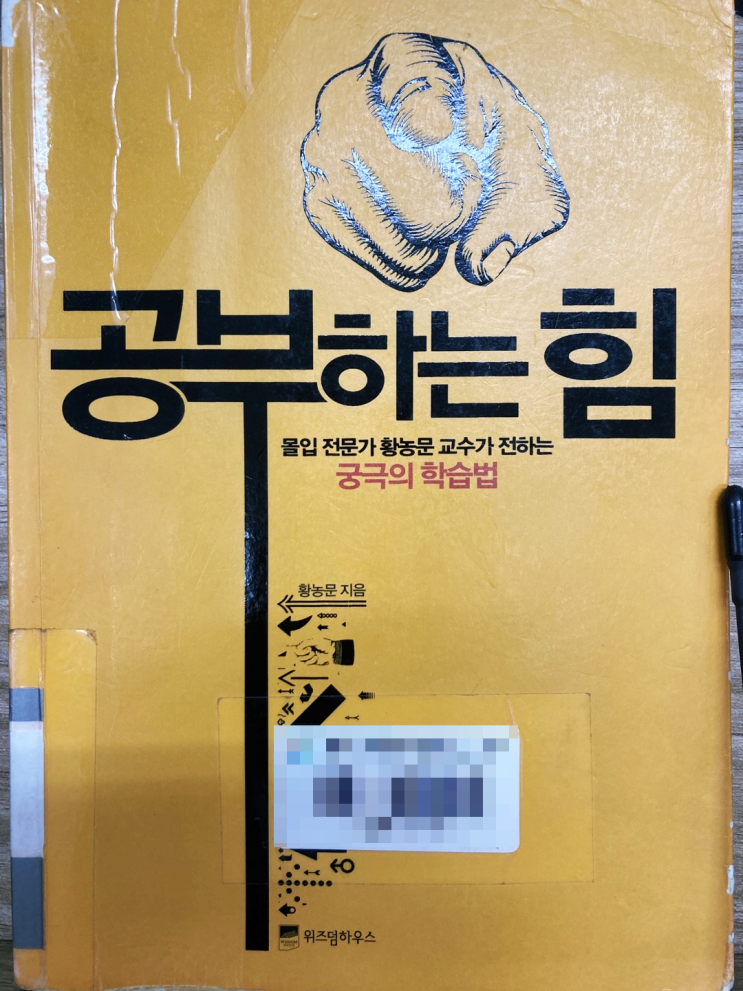 공부하는 힘
몰입 전문가 황농문 교수가 전하는
궁극의 학습법
황농문 지음
위즈덤하우스